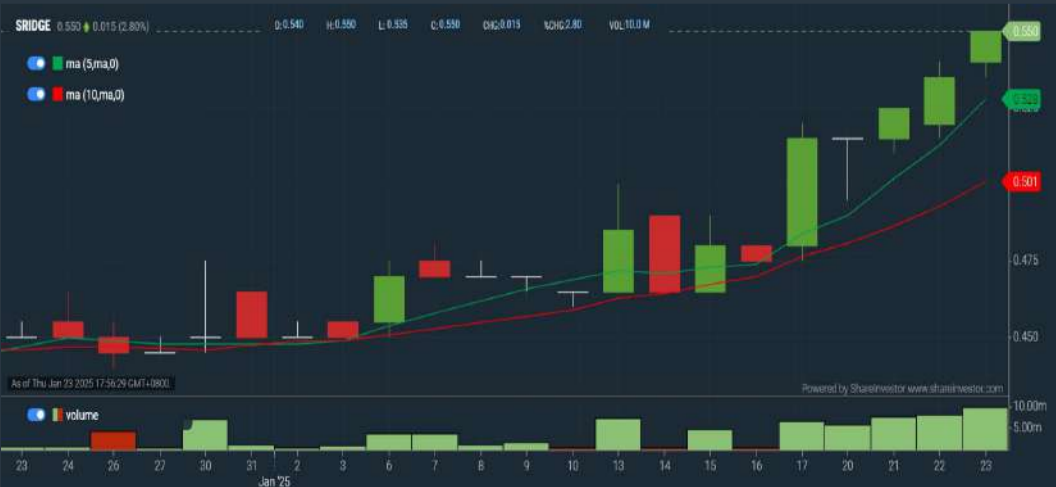 SRIDGE 0.550 0.015 (2.80%) O:0.540 H:0.550 L:0.535 C:0.550 CHG:0.015 %CHG:2.80 VOL:10.0 M
0.550
ma (5,ma,0)
ma (10,ma,0)
0.528
0.501
0.475
0.450
As of Thu Jan 23 2025 17:56:29 GMT+0800
Powered by ShareInvestor www.shareinvestor.com
volume
10.00m
5.00m
23 24 26 27 30 31 2 3 6 7 8 9 10 13 14 15 16 17 20 21 22 23
Jan '25